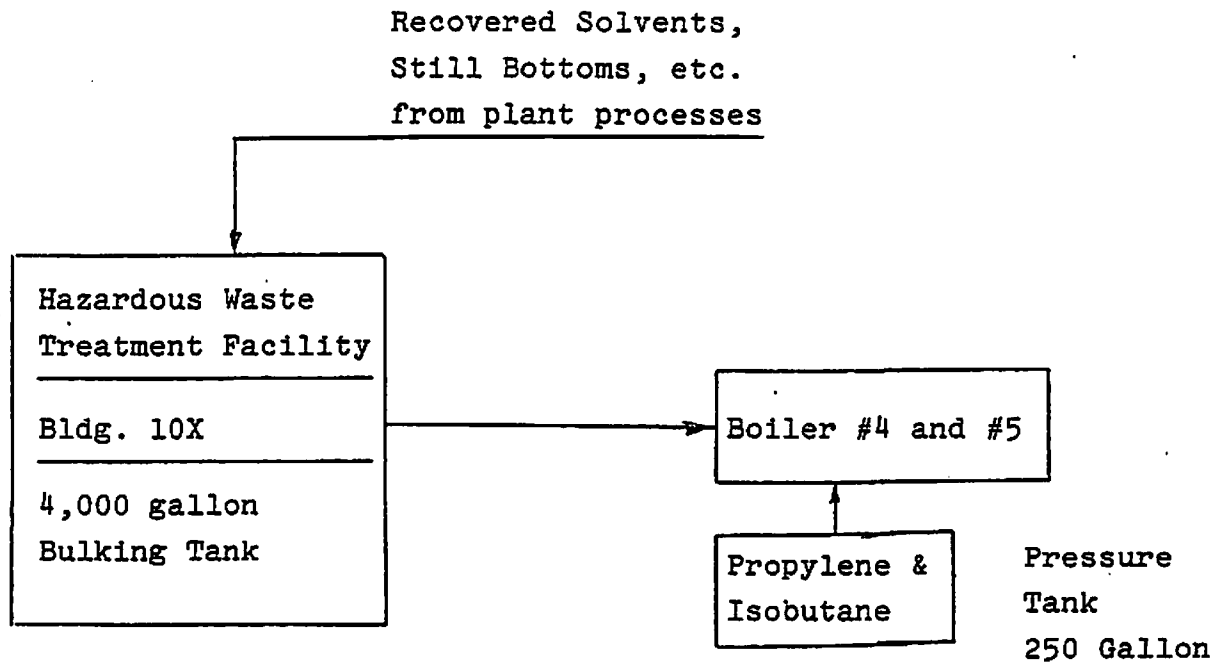 Recovered Solvents,
Still Bottoms, etc.
from plant processes
Hazardous Waste
Treatment Facility
Bldg. 10X
4,000 gallon
Bulking Tank
Boiler #4 and #5
Propylene &
Isobutane
Pressure
Tank
250 Gallon